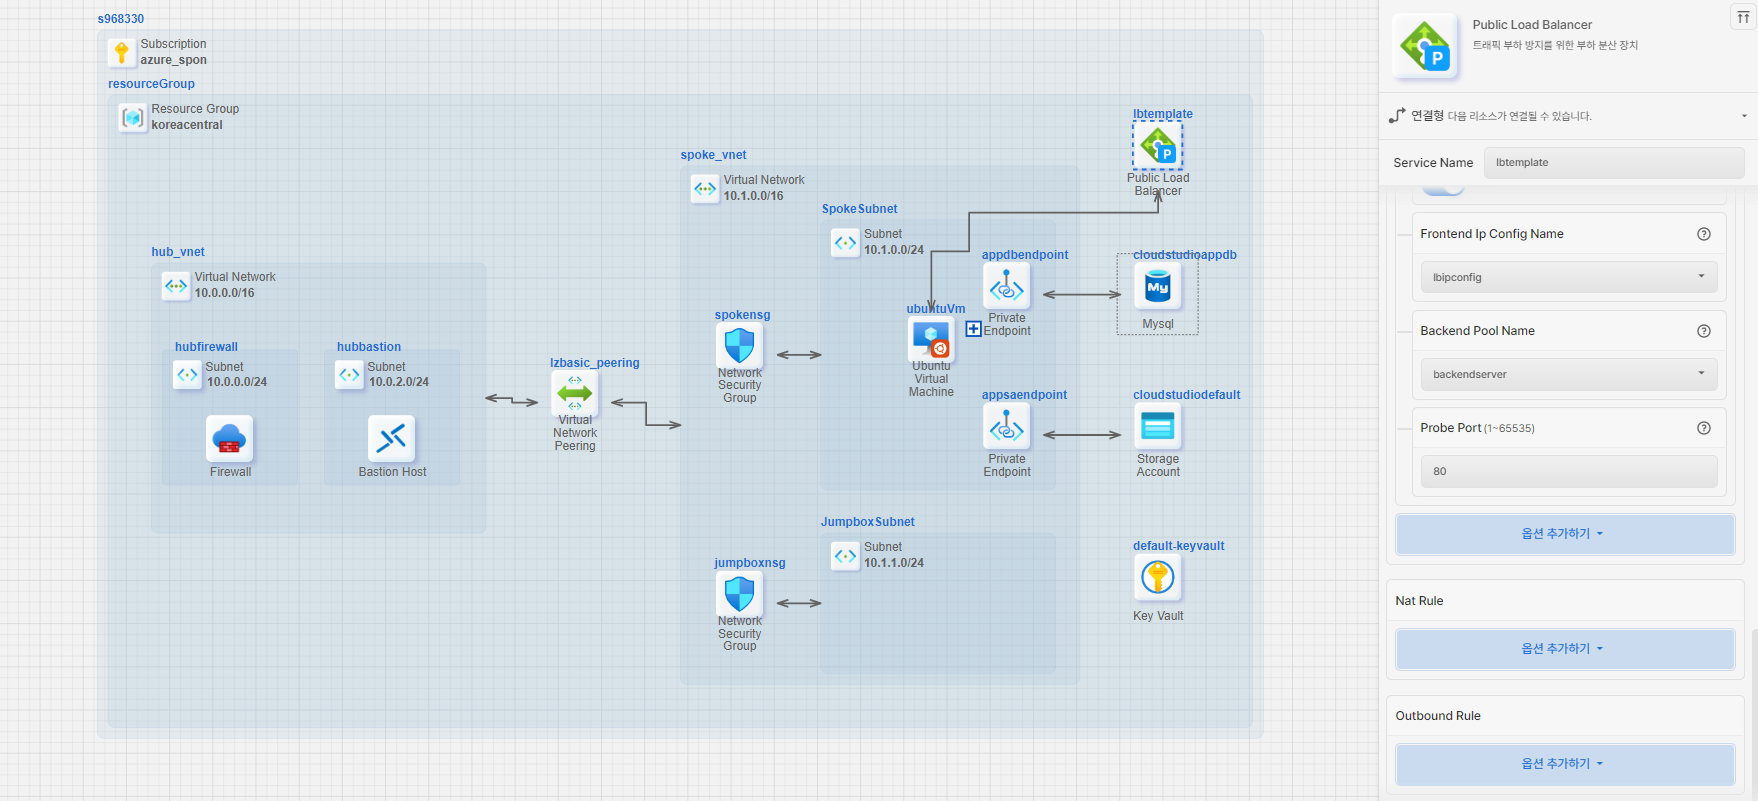 s968330
Subscription
azure_spon
resourceGroup
Resource Group
koreacentral
lbtemplate
P
Public Load
Balancer
spoke_vnet
Virtual Network
10.1.0.0/16
SpokeSubnet
Subnet
10.1.0.0/24
hub_vnet
Virtual Network
10.0.0.0/16
appdbendpoint
Private
Endpoint
cloudstudioappdb
My
Mysql
spokensg
Network
Security
Group
ubuntuVm
Ubuntu
Virtual
Machine
hubfirewall
Subnet
10.0.0.0/24
Firewall
hubbastion
Subnet
10.0.2.0/24
Bastion Host
lzbasic_peering
Virtual
Network
Peering
appsaendpoint
Private
Endpoint
cloudstudiodefault
Storage
Account
JumpboxSubnet
Subnet
10.1.1.0/24
jumpboxnsg
Network
Security
Group
default-keyvault
Key Vault
P
Public Load Balancer
트래픽 부하 방지를 위한 부하 분산 장치
연결형 다음 리소스가 연결될 수 있습니다.
Service Name
lbtemplate
Frontend Ip Config Name
lbipconfig
Backend Pool Name
backendserver
Probe Port (1~65535)
80
옵션 추가하기
Nat Rule
옵션 추가하기
Outbound Rule
옵션 추가하기